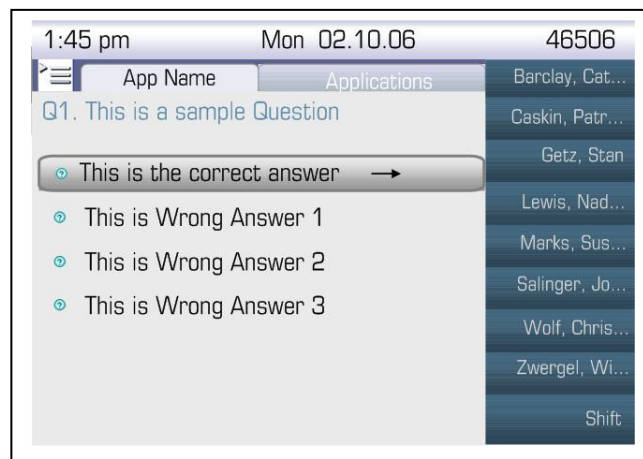 1:45 pm Mon 02.10.06 46506
App Name Applications
Q1. This is a sample Question
This is the correct answer →
This is Wrong Answer 1
This is Wrong Answer 2
This is Wrong Answer 3
Barclay, Cat...
Caskin, Patr...
Getz, Stan
Lewis, Nad...
Marks, Sus...
Salinger, Jo...
Wolf, Chris...
Zwergel, Wi...
Shift